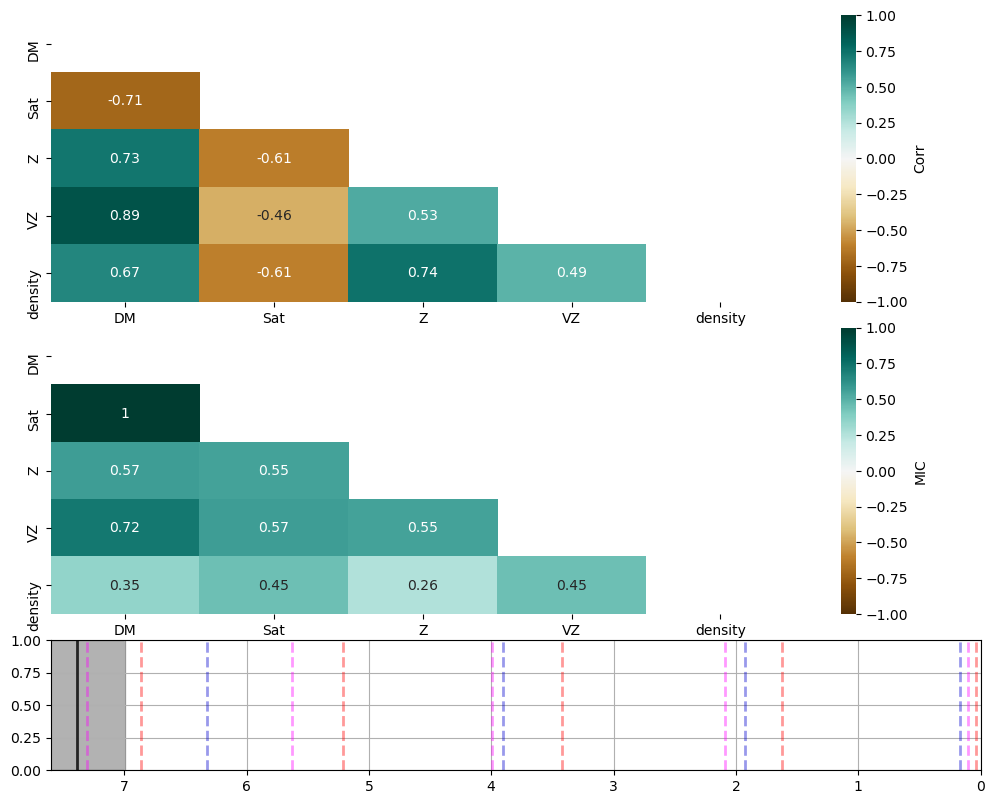 DM
Sat
Z
VZ
density
-0.71
0.73 -0.61
0.89 -0.46 0.53
0.67 -0.61 0.74 0.49
DM Sat Z VZ density
1.00
0.75
0.50
0.25
0.00
−0.25
−0.50
−0.75
−1.00
Corr
DM
Sat
Z
VZ
density
1
0.57 0.55
0.72 0.57 0.55
0.35 0.45 0.26 0.45
DM Sat Z VZ density
1.00
0.75
0.50
0.25
0.00
−0.25
−0.50
−0.75
−1.00
MIC
1.00
0.75
0.50
0.25
0.00
7 6 5 4 3 2 1 0